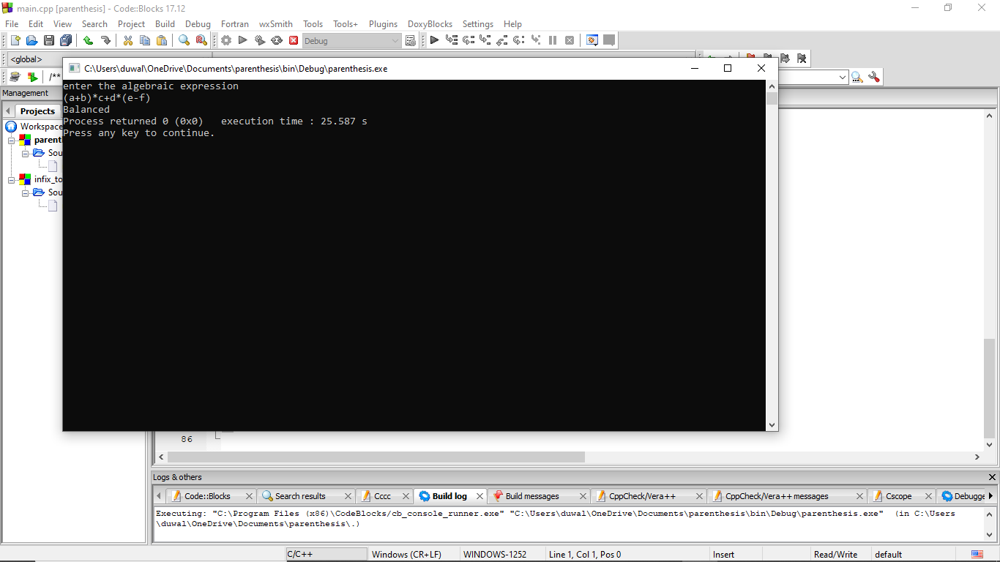 main.cpp [parenthesis] - Code::Blocks 17.12
File Edit View Search Project Build Debug Fortran wxSmith Tools Tools+ Plugins DoxyBlocks Settings Help
Debug
<global>
/**
C:\Users\duwal\OneDrive\Documents\parenthesis\bin\Debug\parenthesis.exe
enter the algebraic expression
(a+b)*c+d*(e-f)
Balanced
Process returned 0 (0x0)   execution time : 25.587 s
Press any key to continue.
Management
Projects
Workspace
parent
Sou
infix_to
Sou
86
Logs & others
Code::Blocks Search results Cccc Build log Build messages CppCheck/Vera++ CppCheck/Vera++ messages Cscope Debugge
Executing: "C:\Program Files (x86)\CodeBlocks/cb_console_runner.exe" "C:\Users\duwal\OneDrive\Documents\parenthesis\bin\Debug\parenthesis.exe"  (in C:\Users
\duwal\OneDrive\Documents\parenthesis\.)
C/C++ Windows (CR+LF) WINDOWS-1252 Line 1, Col 1, Pos 0 Insert Read/Write default